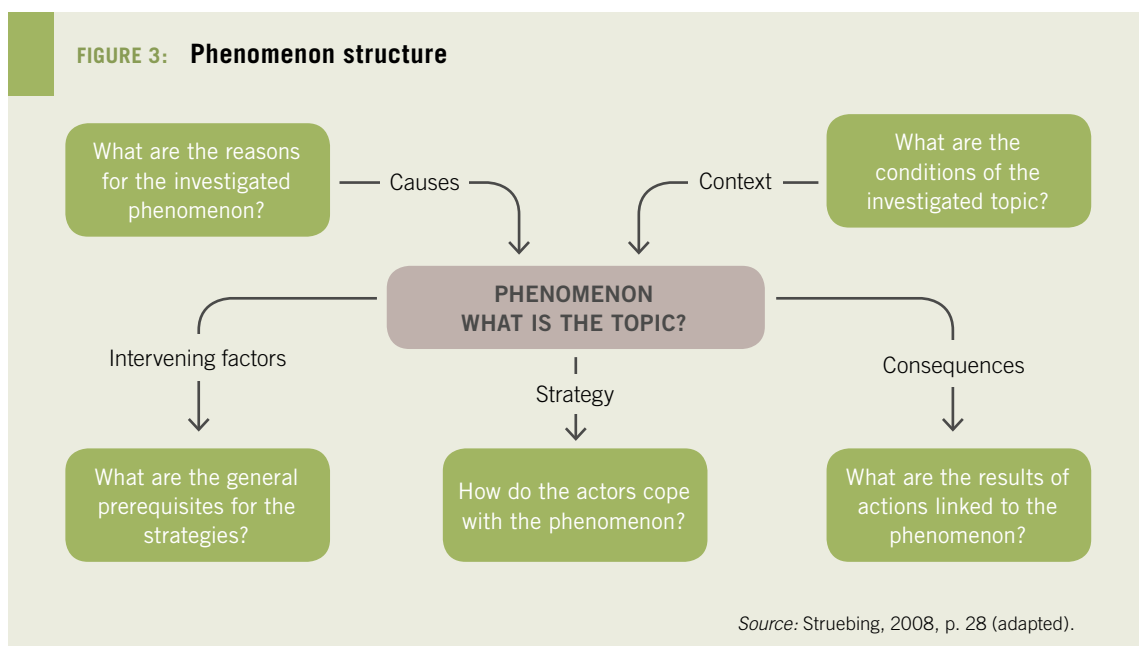 FIGURE 3: Phenomenon structure
What are the reasons
for the investigated
phenomenon?
Causes
Context
What are the
conditions of the
investigated topic?
PHENOMENON
WHAT IS THE TOPIC?
Intervening factors
Strategy
Consequences
What are the general
prerequisites for the
strategies?
How do the actors cope
with the phenomenon?
What are the results of
actions linked to the
phenomenon?
Source: Struebing, 2008, p. 28 (adapted).